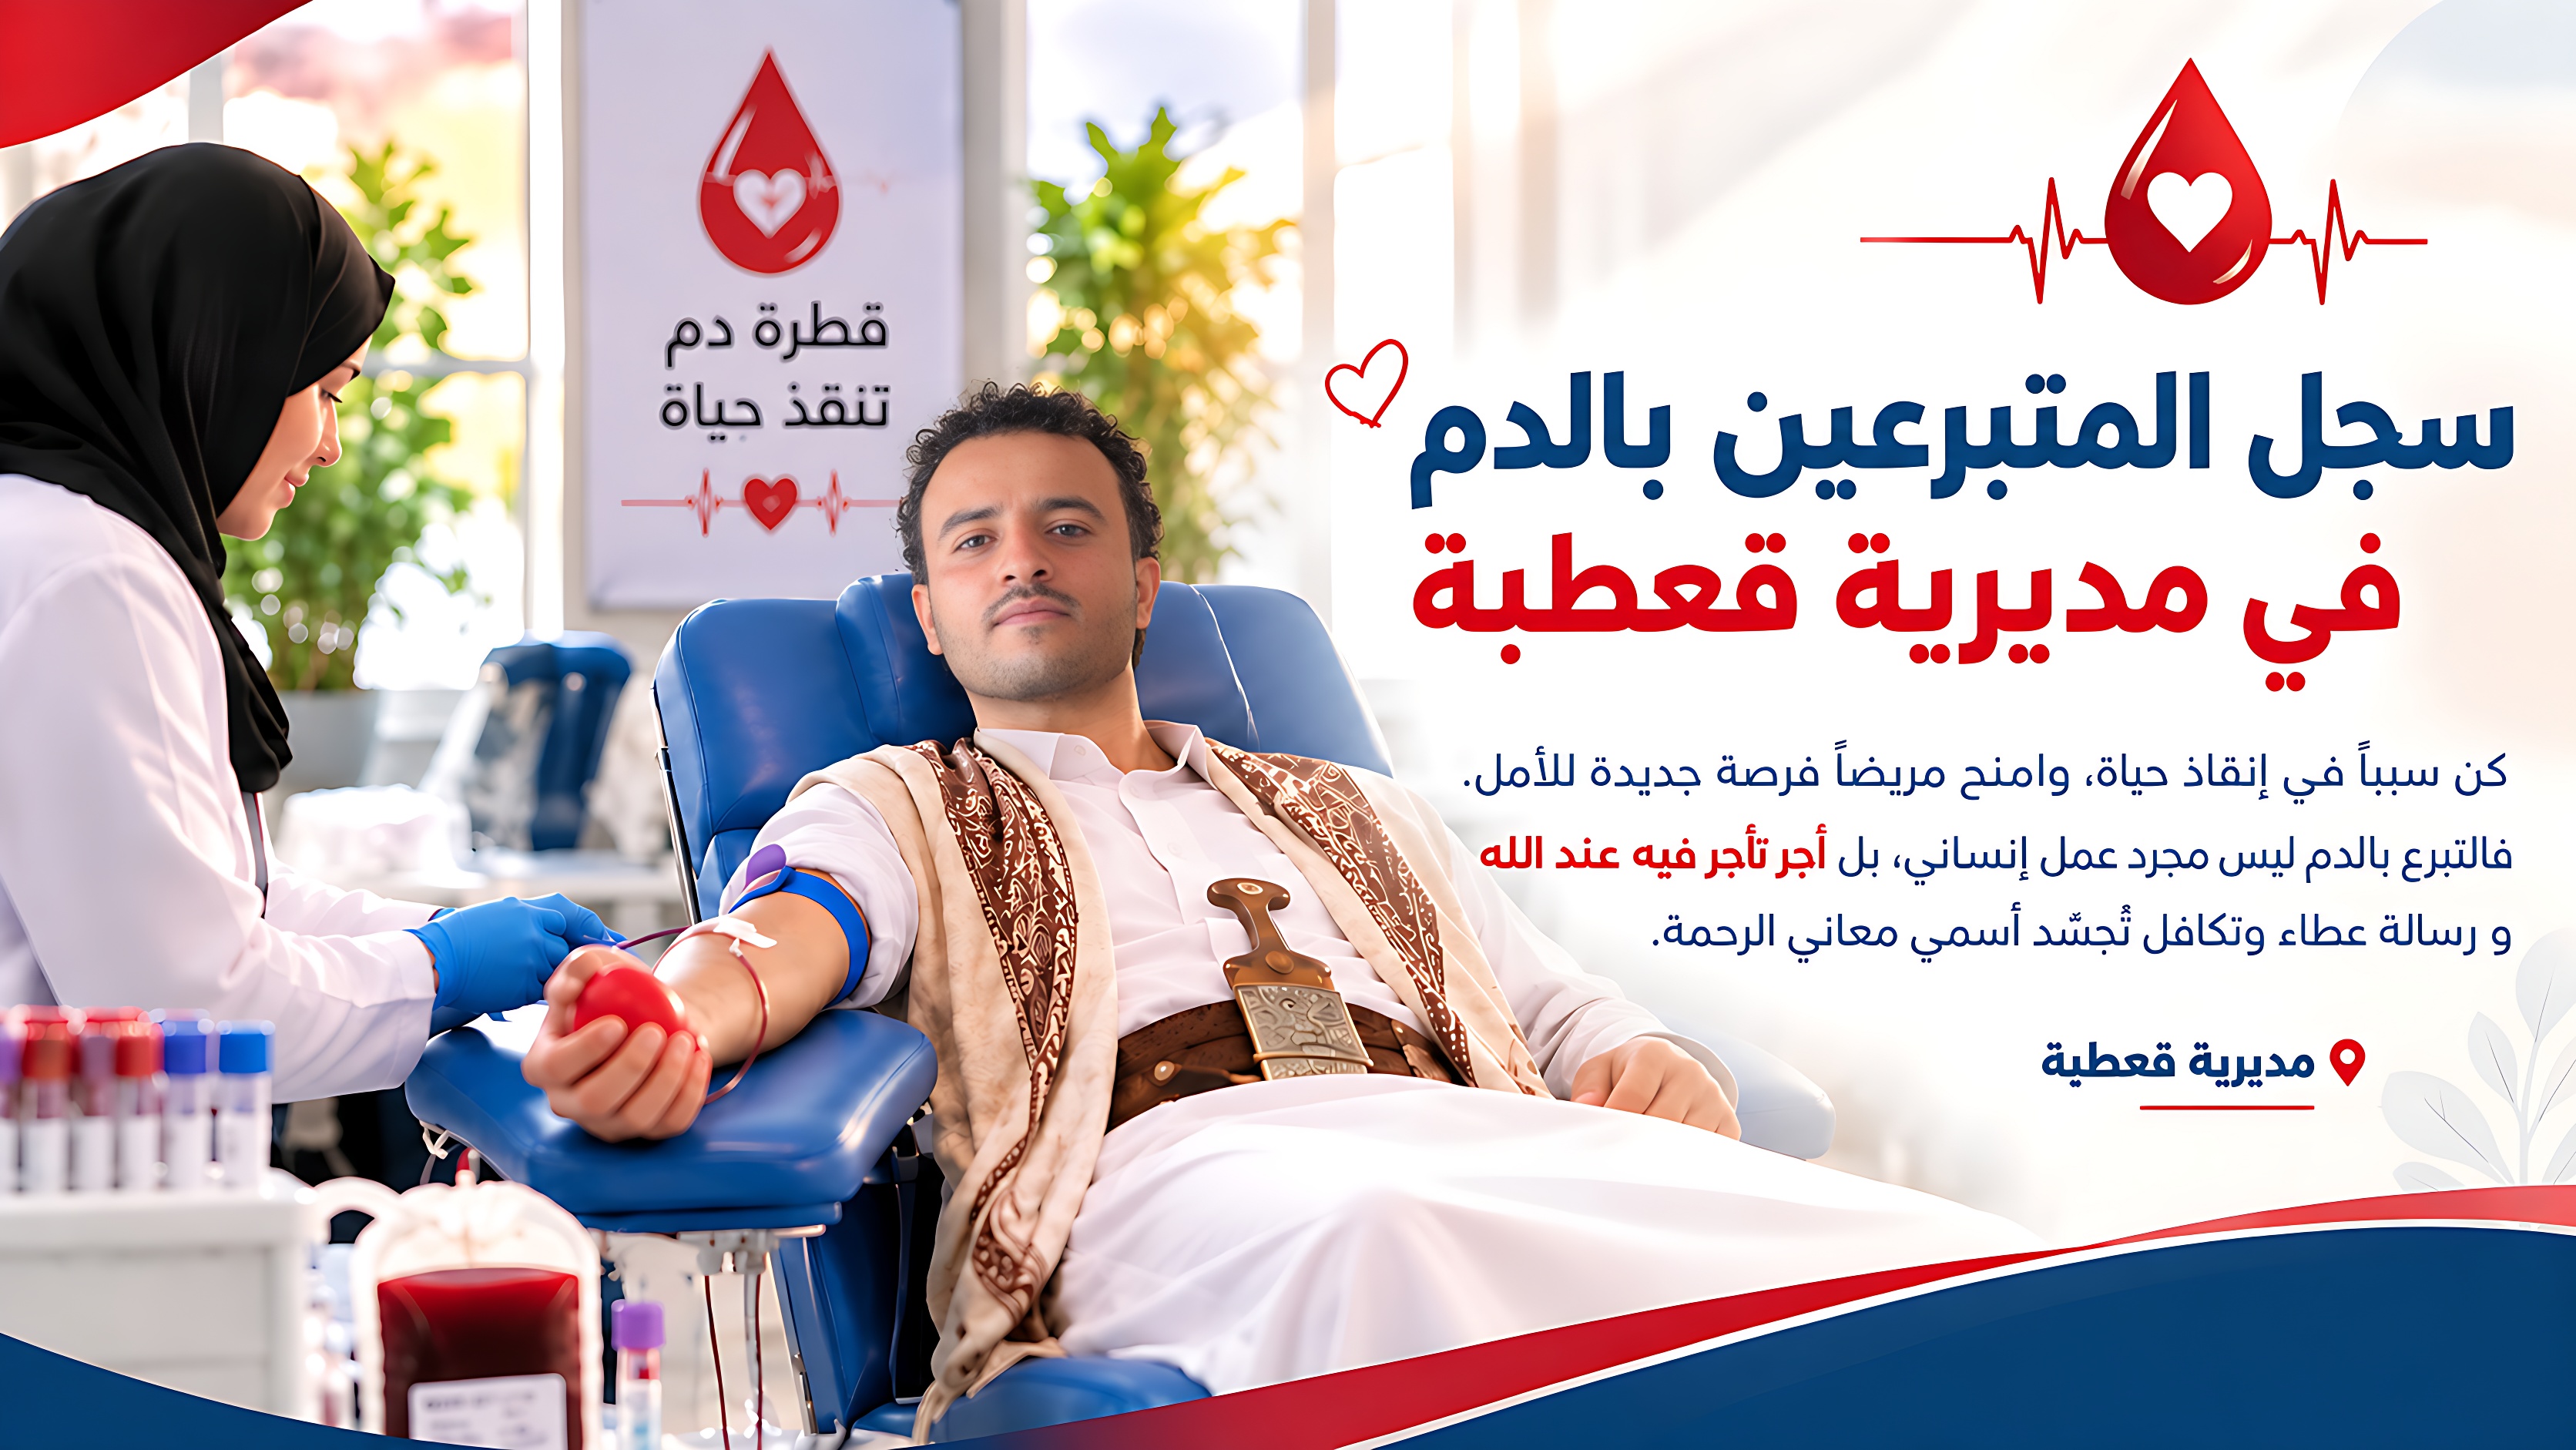 قطرة دم
تنقذ حياة
سجل المتبرعين بالدم
في مديرية قعطبة
كن سبباً في إنقاذ حياة، وامنح مريضاً فرصة جديدة للأمل.
فالتبرع بالدم ليس مجرد عمل إنساني، بل أجر تأجر فيه عند الله
و رسالة عطاء وتكافل تُجسَّد أسمي معاني الرحمة.
مديرية قعطية